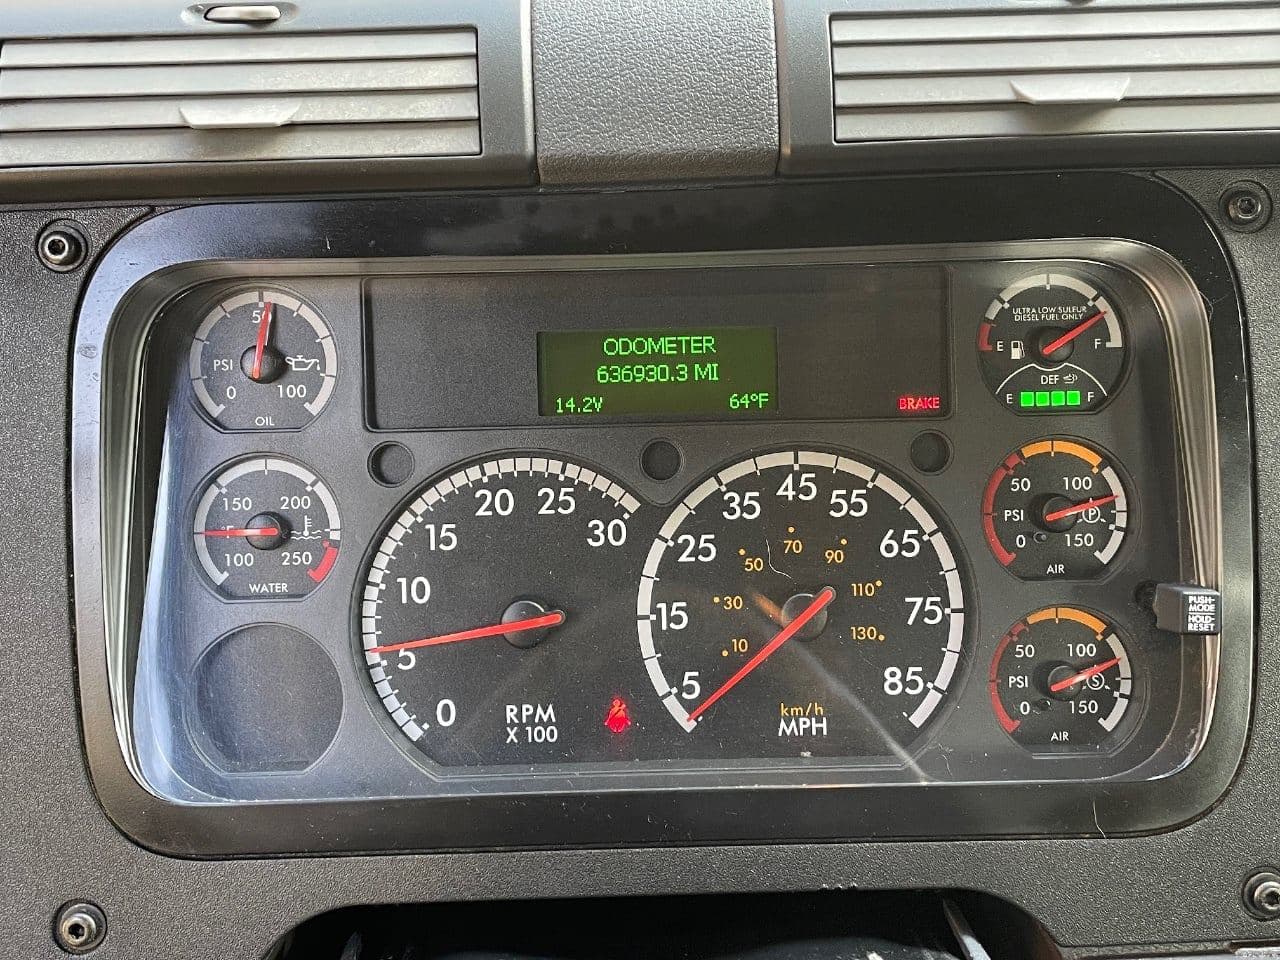 50
PSI
0
100
OIL
ODOMETER
636930.3 MI
14.2V
64°F
BRAKE
ULTRA LOW SULFUR
DIESEL FUEL ONLY
E
F
DEF
E
F
150
200
°F
100
250
WATER
0
5
10
15
20
25
30
RPM
X 100
5
15
25
35
45
55
65
75
85
10
30
50
70
90
110
130
km/h
MPH
50
100
PSI
P
0
150
AIR
50
100
PSI
S
0
150
AIR
PUSH-
MODE
HOLD-
RESET